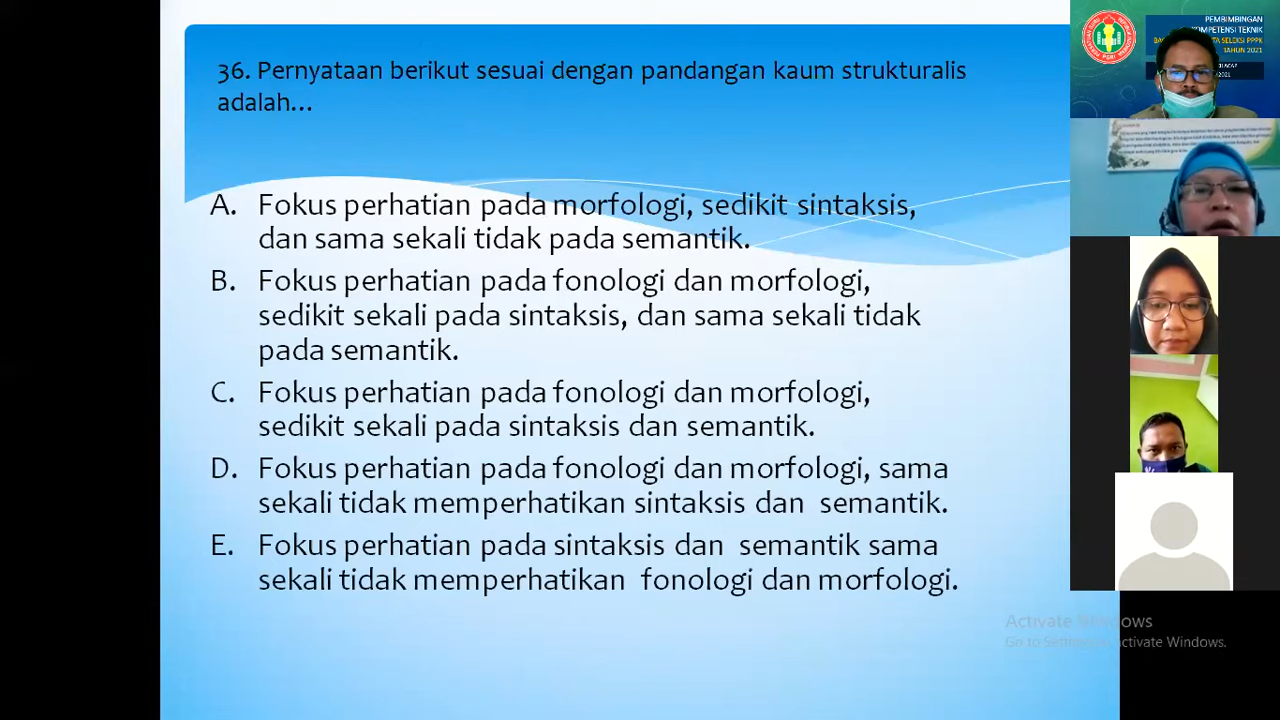 36. Pernyataan berikut sesuai dengan pandangan kaum strukturalis
adalah...
A. Fokus perhatian pada morfologi, sedikit sintaksis,
dan sama sekali tidak pada semantik.
B. Fokus perhatian pada fonologi dan morfologi,
sedikit sekali pada sintaksis, dan sama sekali tidak
pada semantik.
C. Fokus perhatian pada fonologi dan morfologi,
sedikit sekali pada sintaksis dan semantik.
D. Fokus perhatian pada fonologi dan morfologi, sama
sekali tidak memperhatikan sintaksis dan semantik.
E. Fokus perhatian pada sintaksis dan semantik sama
sekali tidak memperhatikan fonologi dan morfologi.
PEMBIMBINGAN
KOMPETENSI TEKNIK
SELEKSI PPPK
TAHUN 2021
PGRI
Activate Windows
Go to Settings to activate Windows.